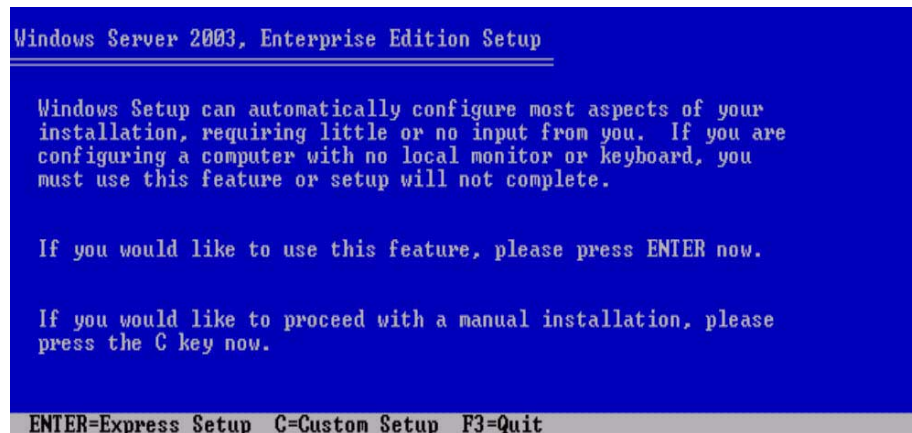 Windows Server 2003, Enterprise Edition Setup
Windows Setup can automatically configure most aspects of your
installation, requiring little or no input from you.  If you are
configuring a computer with no local monitor or keyboard, you
must use this feature or setup will not complete.
If you would like to use this feature, please press ENTER now.
If you would like to proceed with a manual installation, please
press the C key now.
ENTER=Express Setup  C=Custom Setup  F3=Quit